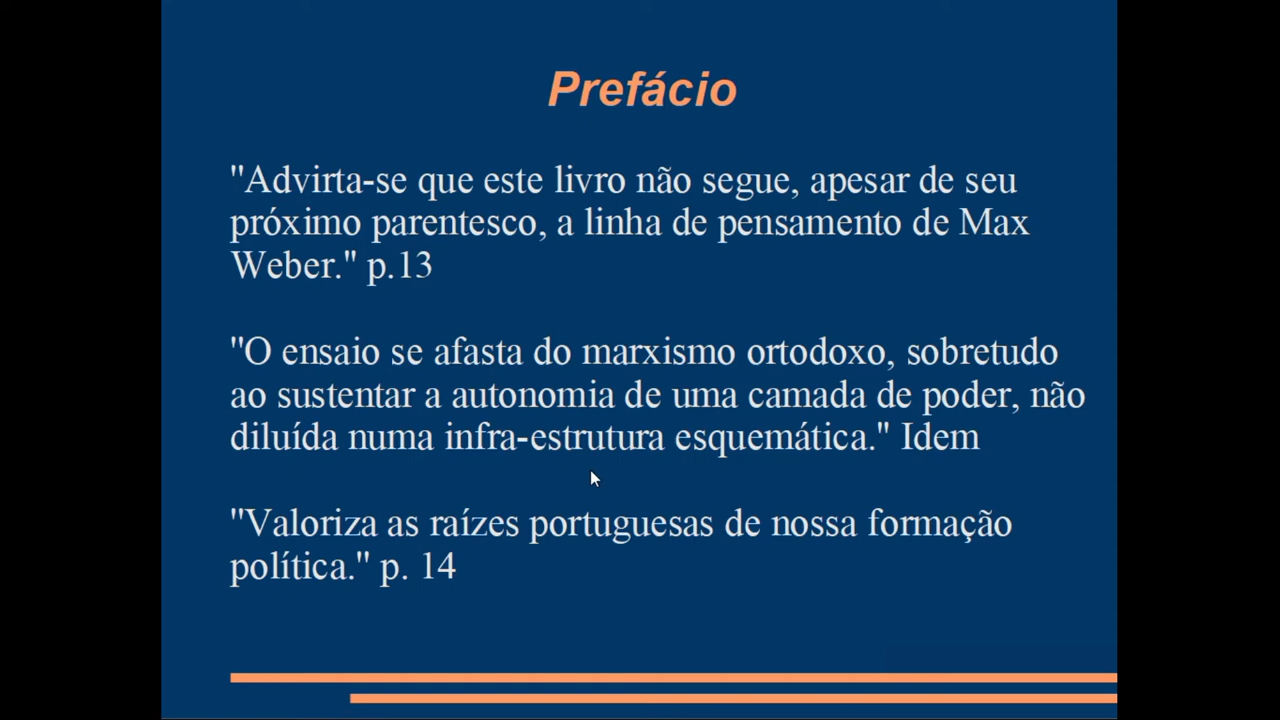 Prefácio
"Advirta-se que este livro não segue, apesar de seu
próximo parentesco, a linha de pensamento de Max
Weber." p.13
"O ensaio se afasta do marxismo ortodoxo, sobretudo
ao sustentar a autonomia de uma camada de poder, não
diluída numa infra-estrutura esquemática." Idem
"Valoriza as raízes portuguesas de nossa formação
política." p. 14